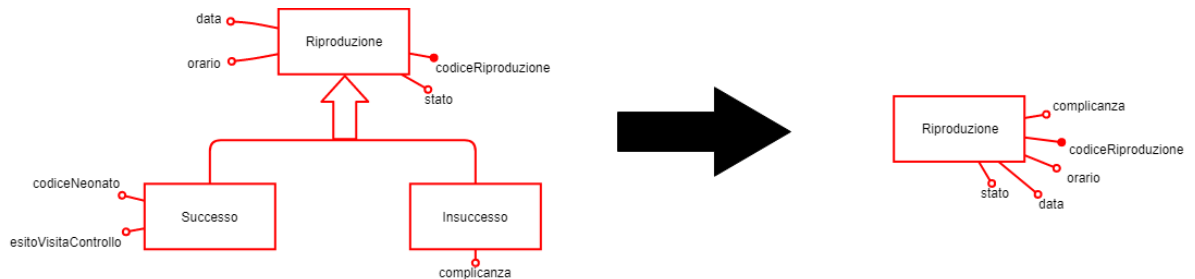 data
Riproduzione
orario
codiceRiproduzione
stato
codiceNeonato
Successo
esitoVisitaControllo
Insuccesso
complicanza
complicanza
Riproduzione
codiceRiproduzione
orario
stato
data